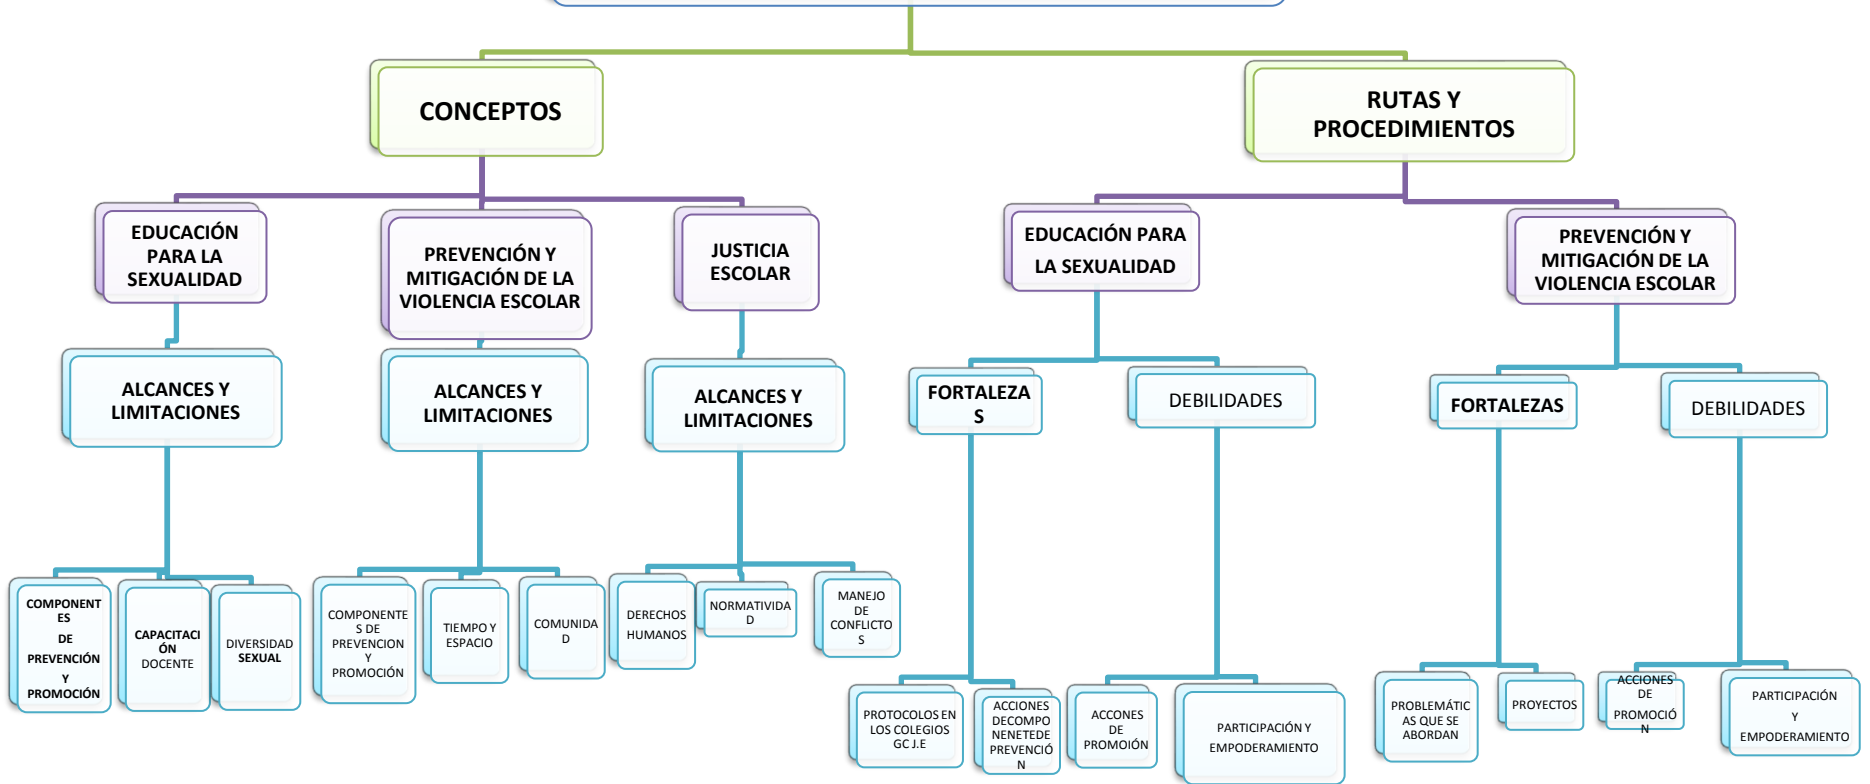 CONCEPTOS
RUTAS Y
PROCEDIMIENTOS
EDUCACIÓN
PARA LA
SEXUALIDAD
PREVENCIÓN Y
MITIGACIÓN DE LA
VIOLENCIA ESCOLAR
JUSTICIA
ESCOLAR
EDUCACIÓN PARA
LA SEXUALIDAD
PREVENCIÓN Y
MITIGACIÓN DE LA
VIOLENCIA ESCOLAR
ALCANCES Y
LIMITACIONES
ALCANCES Y
LIMITACIONES
ALCANCES Y
LIMITACIONES
FORTALEZA
S
DEBILIDADES
FORTALEZAS
DEBILIDADES
COMPONENT
ES
DE
PREVENCIÓN
Y
PROMOCIÓN
CAPACITACI
ÓN
DOCENTE
DIVERSIDAD
SEXUAL
COMPONENTE
S DE
PREVENCION
Y
PROMOCIÓN
TIEMPO Y
ESPACIO
COMUNIDA
D
DERECHOS
HUMANOS
NORMATIVIDA
D
MANEJO
DE
CONFLICTO
S
PROTOCOLOS EN
LOS COLEGIOS
GC J.E
ACCIONES
DECOMPO
NENETEDE
PREVENCIÓ
N
ACCONES
DE
PROMOIÓN
PARTICIPACIÓN Y
EMPODERAMIENTO
PROBLEMÁTIC
AS QUE SE
ABORDAN
PROYECTOS
ACCIONES
DE
PROMOCIÓ
N
PARTICIPACIÓN
Y
EMPODERAMIENTO